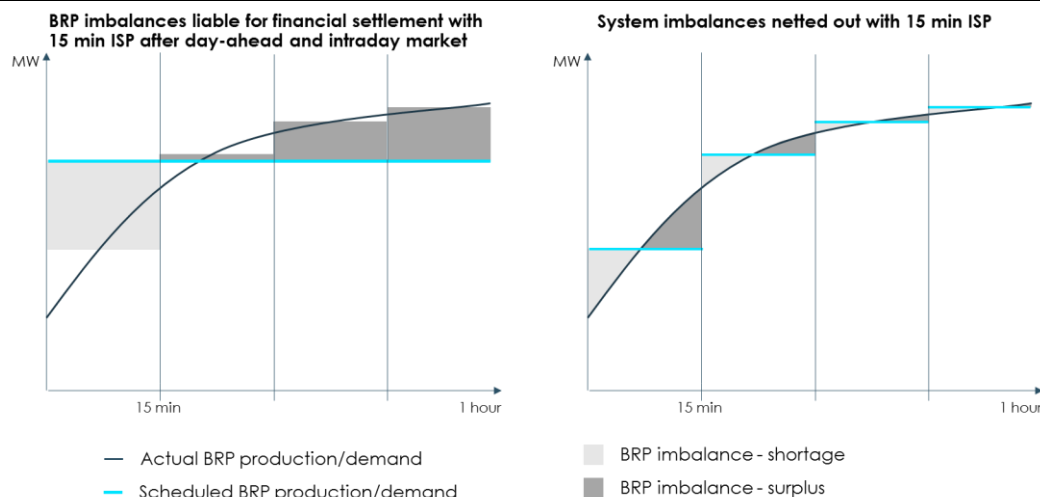 BRP imbalances liable for financial settlement with
15 min ISP after day-ahead and intraday market
MW
15 min
1 hour
System imbalances netted out with 15 min ISP
MW
15 min
1 hour
Actual BRP production/demand
Scheduled BRP production/demand
BRP imbalance - shortage
BRP imbalance - surplus